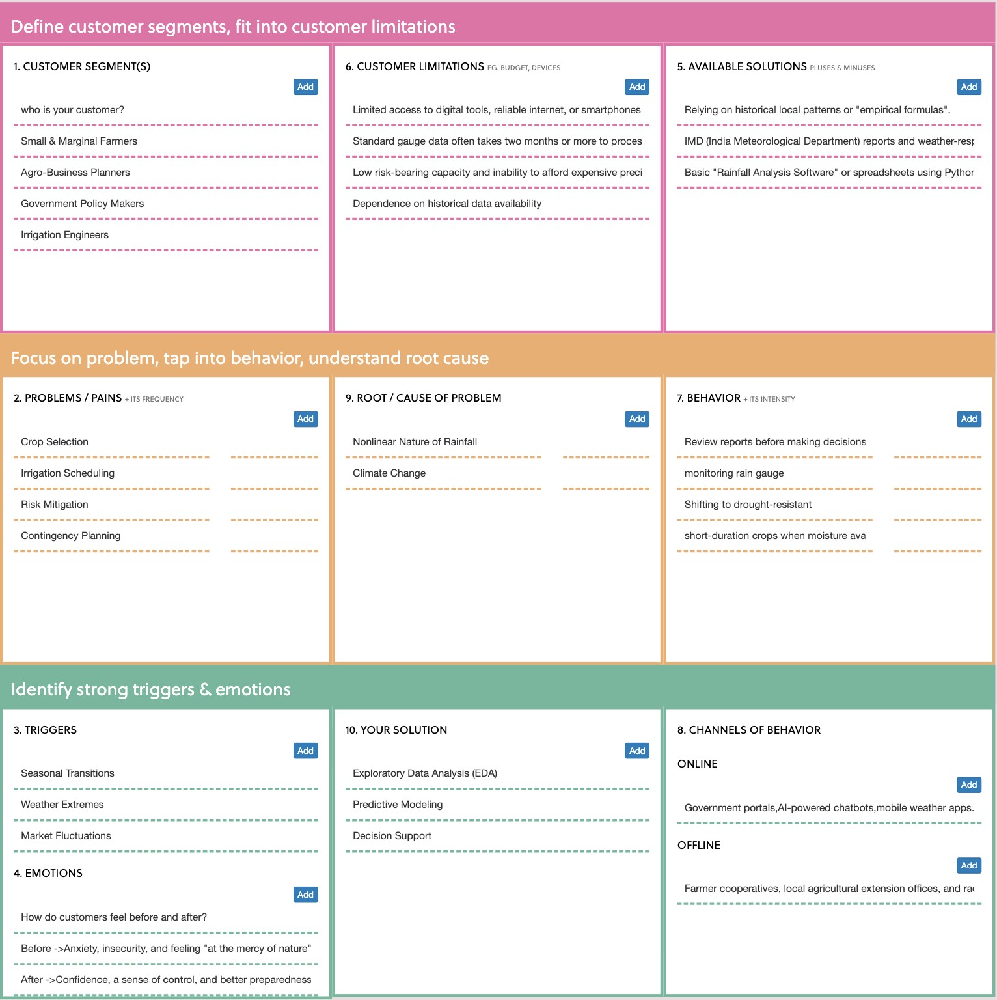 Define customer segments, fit into customer limitations
1. CUSTOMER SEGMENT(S)
Add
who is your customer?
Small & Marginal Farmers
Agro-Business Planners
Government Policy Makers
Irrigation Engineers
6. CUSTOMER LIMITATIONS EG. BUDGET, DEVICES
Add
Limited access to digital tools, reliable internet, or smartphones
Standard gauge data often takes two months or more to proces
Low risk-bearing capacity and inability to afford expensive preci
Dependence on historical data availability
5. AVAILABLE SOLUTIONS PLUSES & MINUSES
Add
Relying on historical local patterns or "empirical formulas".
IMD (India Meteorological Department) reports and weather-resp
Basic "Rainfall Analysis Software" or spreadsheets using Python
Focus on problem, tap into behavior, understand root cause
2. PROBLEMS / PAINS + ITS FREQUENCY
Add
Crop Selection
Irrigation Scheduling
Risk Mitigation
Contingency Planning
9. ROOT / CAUSE OF PROBLEM
Add
Nonlinear Nature of Rainfall
Climate Change
7. BEHAVIOR + ITS INTENSITY
Add
Review reports before making decisions
monitoring rain gauge
Shifting to drought-resistant
short-duration crops when moisture ava
Identify strong triggers & emotions
3. TRIGGERS
Add
Seasonal Transitions
Weather Extremes
Market Fluctuations
4. EMOTIONS
Add
How do customers feel before and after?
Before ->Anxiety, insecurity, and feeling "at the mercy of nature"
After ->Confidence, a sense of control, and better preparedness
10. YOUR SOLUTION
Add
Exploratory Data Analysis (EDA)
Predictive Modeling
Decision Support
8. CHANNELS OF BEHAVIOR
ONLINE
Add
Government portals,AI-powered chatbots,mobile weather apps.
OFFLINE
Add
Farmer cooperatives, local agricultural extension offices, and